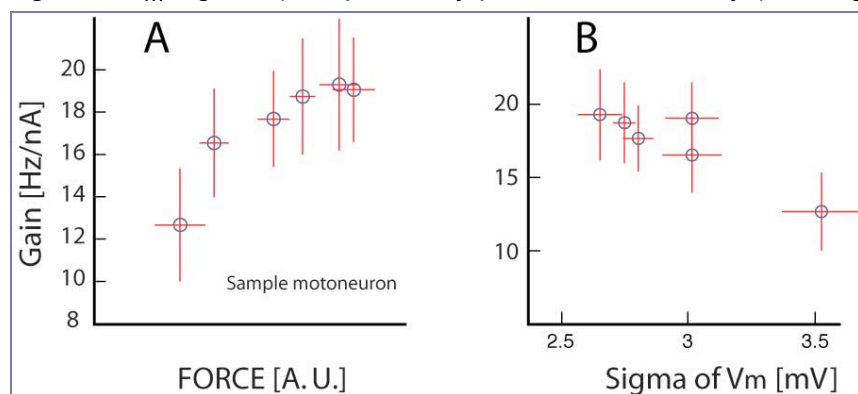 A
B
Gain [Hz/nA]
20
18
16
14
12
10
8
Sample motoneuron
FORCE [A. U.]
20
15
10
2.5 3 3.5
Sigma of Vm [mV]